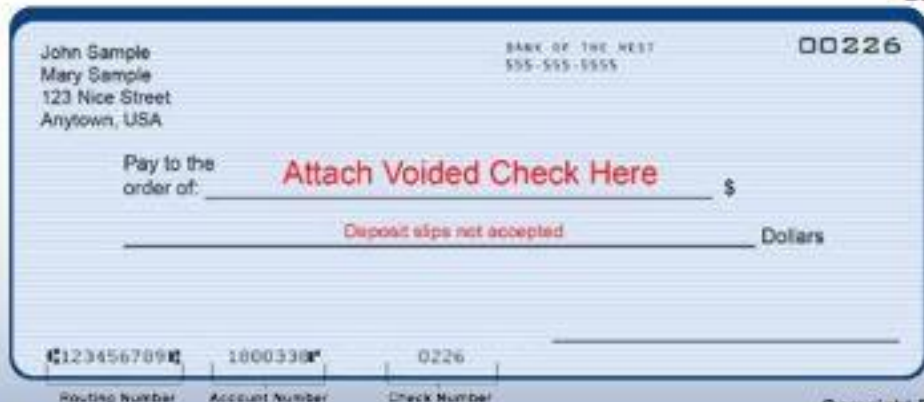 John Sample
Mary Sample
123 Nice Street
Anytown, USA
BANK OF THE WEST
555-555-5555
00226
Pay to the
order of:
Attach Voided Check Here
$
Deposit slips not accepted
Dollars
123456789
1800338
0226
Routing Number
Account Number
Check Number